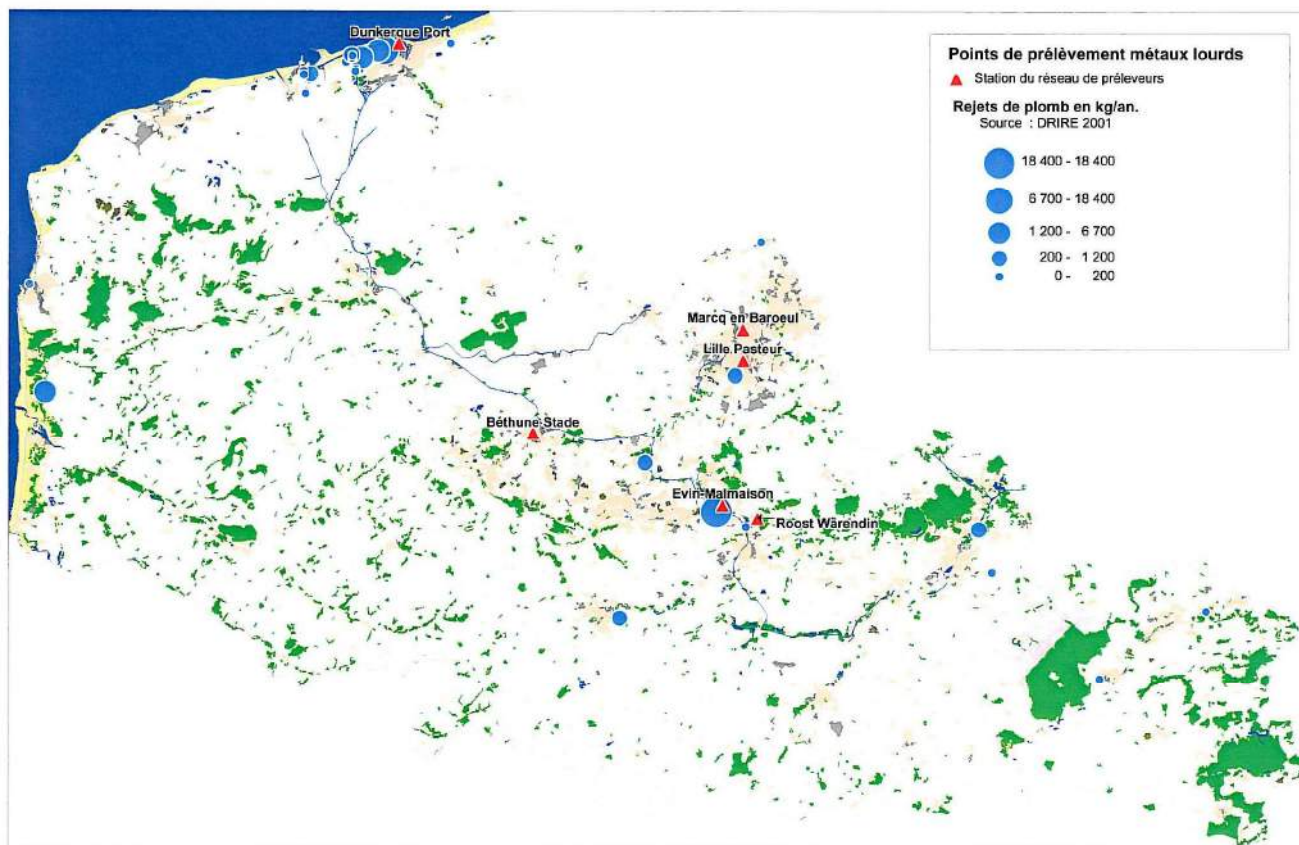 Dunkerque Port
Points de prélèvement métaux lourds
Station du réseau de préleveurs
Rejets de plomb en kg/an.
Source : DRIRE 2001
18 400 - 18 400
6 700 - 18 400
1 200 - 6 700
200 - 1 200
0 - 200
Marcq en Baroeul
Lille Pasteur
Béthune Stade
Evin-Malmaison
Roost Warendin